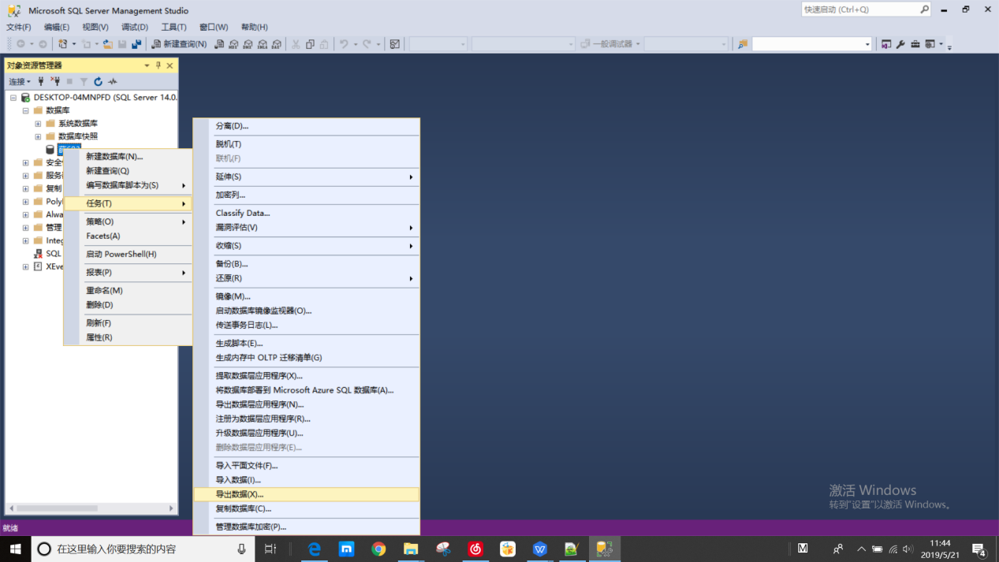 Microsoft SQL Server Management Studio
快速启动 (Ctrl+Q)
文件(F) 编辑(E) 视图(V) 调试(D) 工具(T) 窗口(W) 帮助(H)
新建查询(N) 一般调试器
对象资源管理器
连接
DESKTOP-04MNPFD (SQL Server 14.0.
数据库
系统数据库
数据库快照
安全
服务
复制
Poly
Alwa
管理
Integ
SQL
XEve
新建数据库(N)...
新建查询(Q)
编写数据库脚本为(S)
任务(T)
策略(O)
Facets(A)
启动 PowerShell(H)
报表(P)
重命名(M)
删除(D)
刷新(F)
属性(R)
分离(D)...
脱机(T)
联机(F)
延伸(S)
加密列...
Classify Data...
漏洞评估(V)
收缩(S)
备份(B)...
还原(R)
镜像(M)...
启动数据库镜像监视器(O)...
传送事务日志(L)...
生成脚本(E)...
生成内存中 OLTP 迁移清单(G)
提取数据层应用程序(X)...
将数据库部署到 Microsoft Azure SQL 数据库(A)...
导出数据层应用程序(N)...
注册为数据层应用程序(R)...
升级数据层应用程序(U)...
删除数据层应用程序(E)...
导入平面文件(F)...
导入数据(I)...
导出数据(X)...
复制数据库(C)...
管理数据库加密(P)...
激活 Windows
转到"设置"以激活 Windows。
就绪
在这里输入你要搜索的内容
11:44
2019/5/21
4